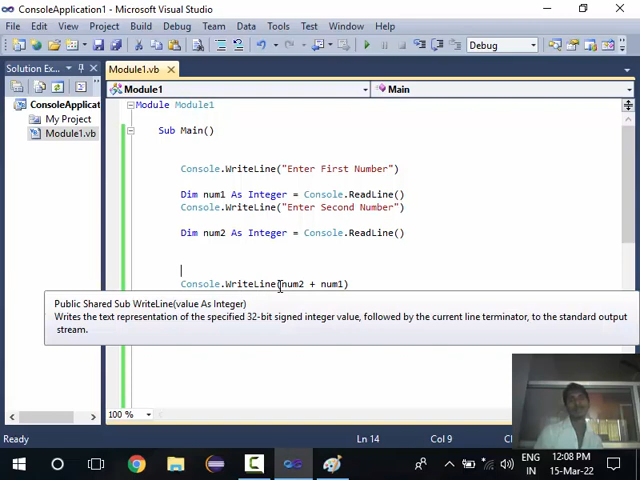 ConsoleApplication1 - Microsoft Visual Studio
File Edit View Project Build Debug Team Data Tools Test Window Help
Debug
Solution Ex...
Module1.vb
Module1
Main
ConsoleApplicat
My Project
Module1.vb
Module Module1
Sub Main()
Console.WriteLine("Enter First Number")
Dim num1 As Integer = Console.ReadLine()
Console.WriteLine("Enter Second Number")
Dim num2 As Integer = Console.ReadLine()
Console.WriteLine(num2 + num1)
Public Shared Sub WriteLine(value As Integer)
Writes the text representation of the specified 32-bit signed integer value, followed by the current line terminator, to the standard output
stream.
100 %
Ready
Ln 14
Col 9
ENG
IN
12:08 PM
15-Mar-22